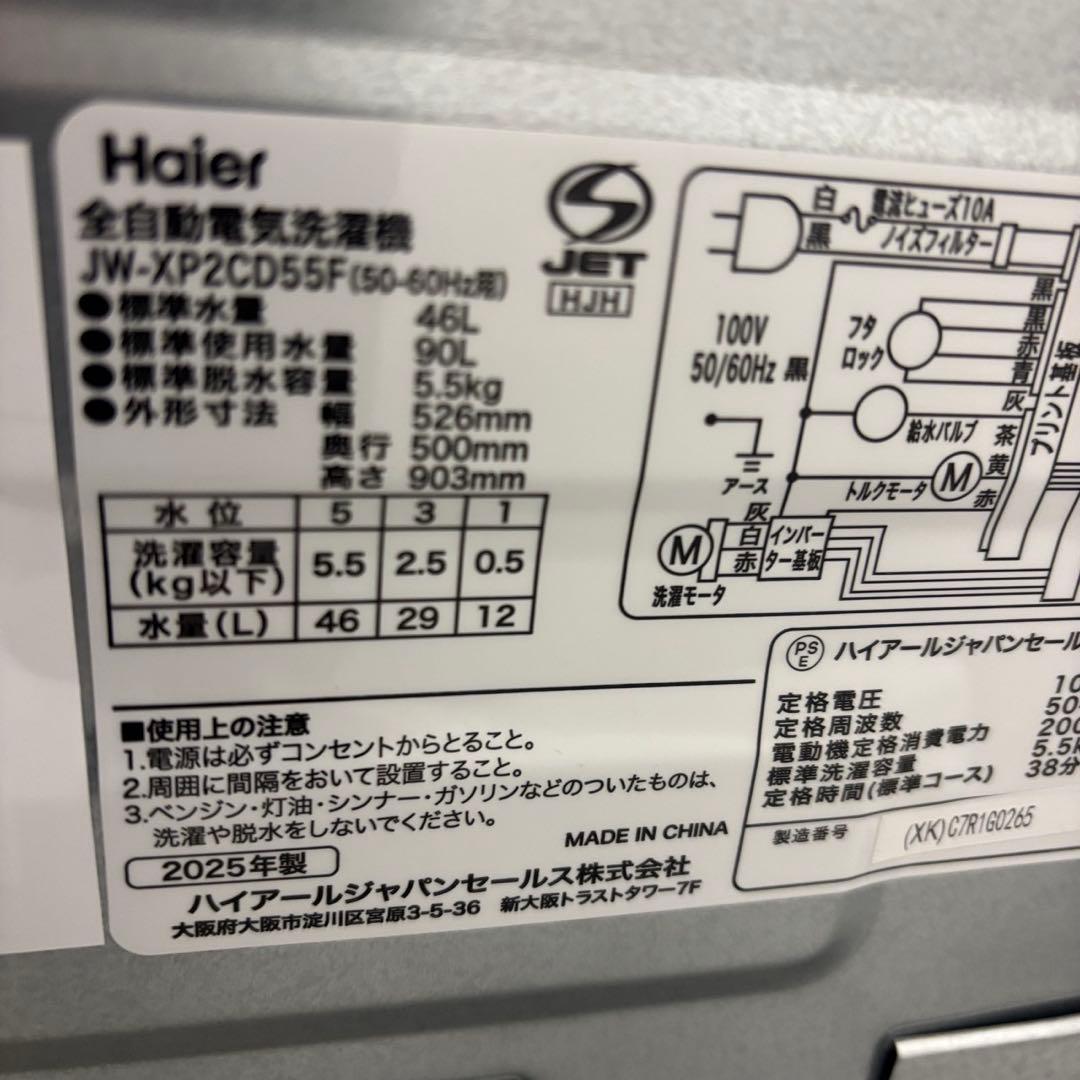 Haier
全自動電気洗濯機
JW-XP2CD55F(50-60Hz用)
●標準水量 46L
●標準使用水量 90L
●標準脱水容量 5.5kg
●外形寸法 幅 526mm
奥行 500mm
高さ 903mm
水位 5 3 1
洗濯容量(kg以下) 5.5 2.5 0.5
水量(L) 46 29 12
JET
HJH
白 電流ヒューズ10A
黒 ノイズフィルター
100V
50/60Hz 黒
フタロック
黒
黒
赤
青
灰
給水バルブ
茶
黄
トルクモータ M
赤
プリント基板
アース
灰
白
赤
M
洗濯モータ
インバーター基板
■使用上の注意
1.電源は必ずコンセントからとること。
2.周囲に間隔をおいて設置すること。
3.ベンジン・灯油・シンナー・ガソリンなどのついたものは、
洗濯や脱水をしないでください。
MADE IN CHINA
2025年製
ハイアールジャパンセールス株式会社
大阪府大阪市淀川区宮原3-5-36 新大阪トラストタワー7F
PSE ハイアールジャパンセール
定格電圧 10
定格周波数 50
電動機定格消費電力 200
標準洗濯容量 5.5k
定格時間(標準コース) 38分
製造番号 (XK)C7R1G0265